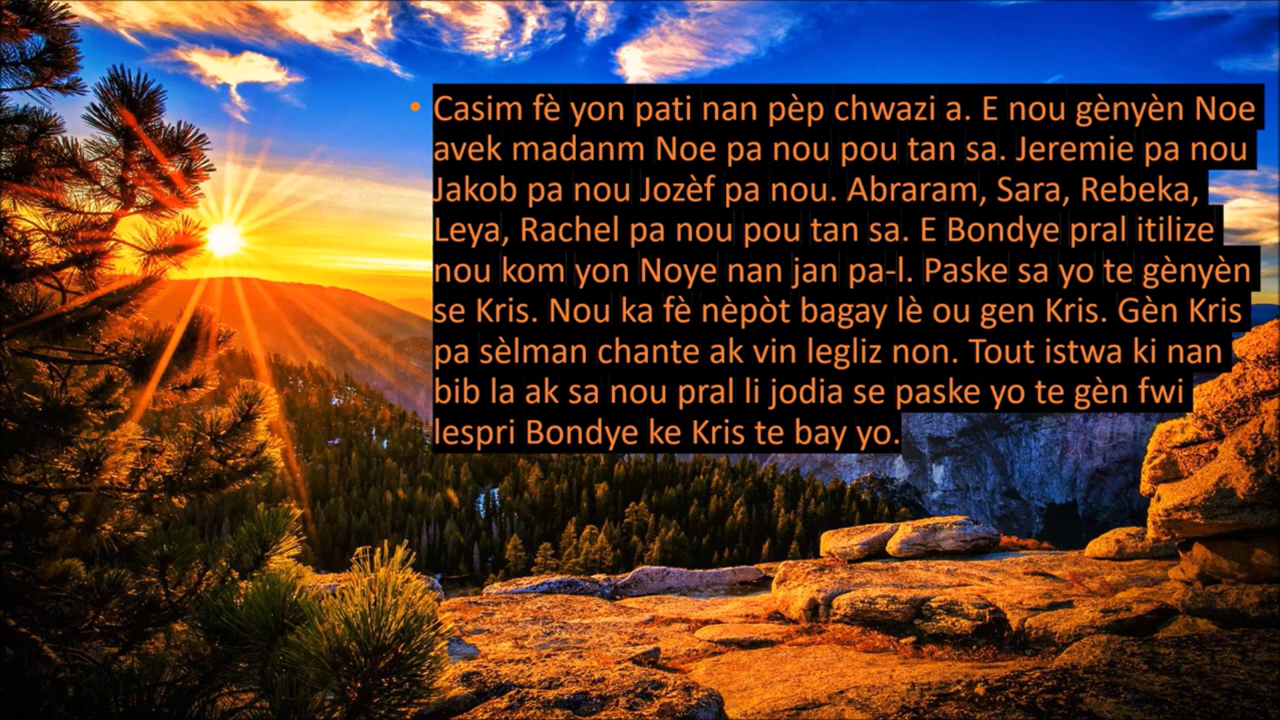 • Casim fè yon pati nan pèp chwazi a. E nou gènyèn Noe
avek madanm Noe pa nou pou tan sa. Jeremie pa nou
Jakob pa nou Jozèf pa nou. Abraram, Sara, Rebeka,
Leya, Rachel pa nou pou tan sa. E Bondye pral itilize
nou kom yon Noye nan jan pa-l. Paske sa yo te gènyèn
se Kris. Nou ka fè nèpòt bagay lè ou gen Kris. Gèn Kris
pa sèlman chante ak vin legliz non. Tout istwa ki nan
bib la ak sa nou pral li jodia se paske yo te gèn fwi
lespri Bondye ke Kris te bay yo.